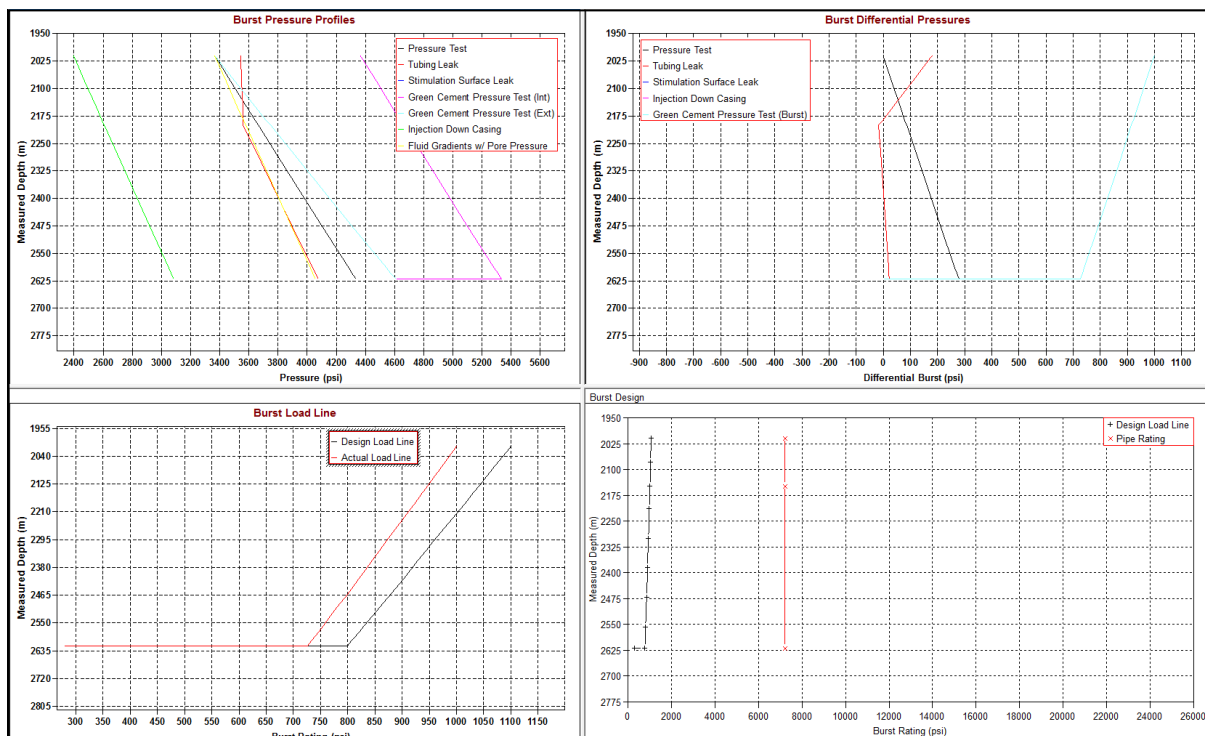 Burst Pressure Profiles
1950
2025
2100
2175
2250
2325
2400
2475
2550
2625
2700
2775
Measured Depth (m)
Pressure Test
Tubing Leak
Stimulation Surface Leak
Green Cement Pressure Test (Int)
Green Cement Pressure Test (Ext)
Injection Down Casing
Fluid Gradients w/ Pore Pressure
2400 2600 2800 3000 3200 3400 3600 3800 4000 4200 4400 4600 4800 5000 5200 5400 5600
Pressure (psi)
Burst Differential Pressures
1950
2025
2100
2175
2250
2325
2400
2475
2550
2625
2700
2775
Measured Depth (m)
Pressure Test
Tubing Leak
Stimulation Surface Leak
Injection Down Casing
Green Cement Pressure Test (Burst)
-900 -800 -700 -600 -500 -400 -300 -200 -100 0 100 200 300 400 500 600 700 800 900 1000 1100
Differential Burst (psi)
Burst Load Line
1955
2040
2125
2210
2295
2380
2465
2550
2635
2720
2805
Measured Depth (m)
Design Load Line
Actual Load Line
300 350 400 450 500 550 600 650 700 750 800 850 900 950 1000 1050 1100 1150
Burst Rating (psi)
Burst Design
1950
2025
2100
2175
2250
2325
2400
2475
2550
2625
2700
2775
Measured Depth (m)
Design Load Line
Pipe Rating
0 2000 4000 6000 8000 10000 12000 14000 16000 18000 20000 22000 24000 26000
Burst Rating (psi)